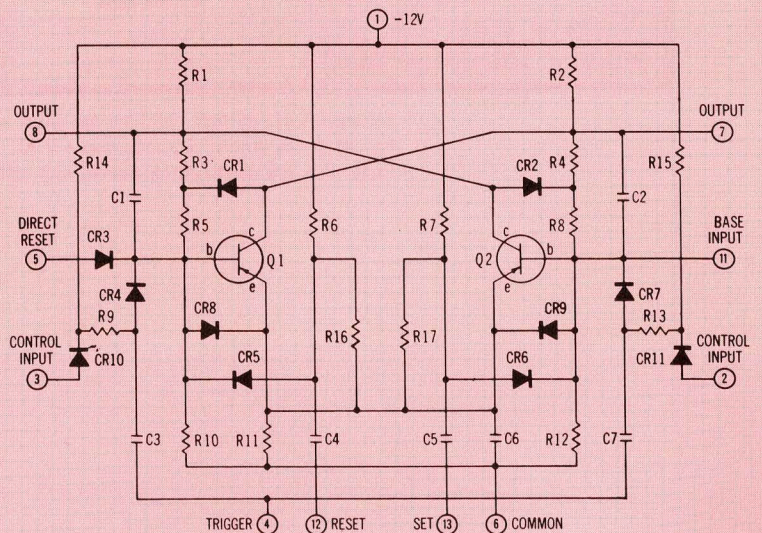 1 -12V
R1 R2
OUTPUT OUTPUT
8 7
R14 R3 CR1 CR2 R4 R15
C1 C2
DIRECT RESET
R5 R6 R7 R8
BASE INPUT
CR3 c c
5 b Q1 Q2 b 11
CR4 e e CR7
R9 CR8 R16 R17 CR9 R13
CONTROL INPUT
CR10 CR5 CR6 CR11
CONTROL INPUT
3 2
C3 R10 R11 C4 C5 C6 R12 C7
TRIGGER 4 12 RESET SET 13 6 COMMON